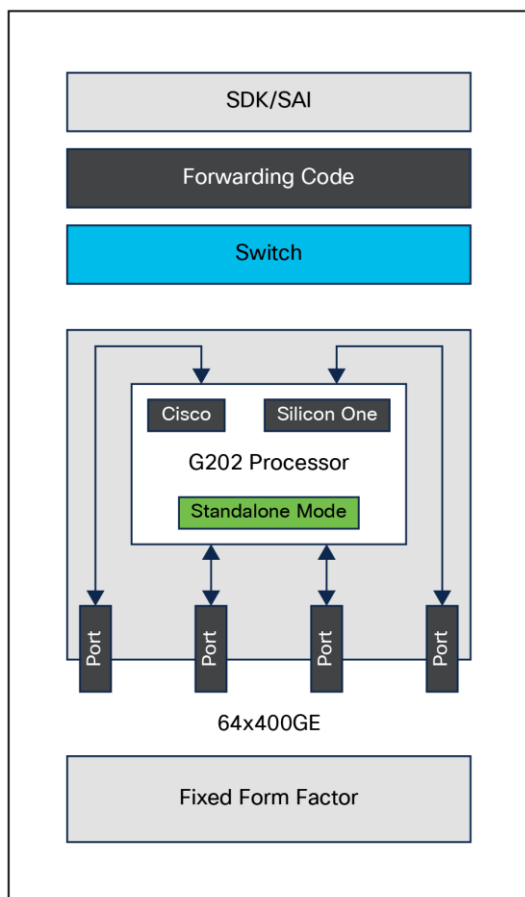 SDK/SAI
Forwarding Code
Switch
Cisco
Silicon One
G202 Processor
Standalone Mode
Port
Port
Port
Port
64x400GE
Fixed Form Factor